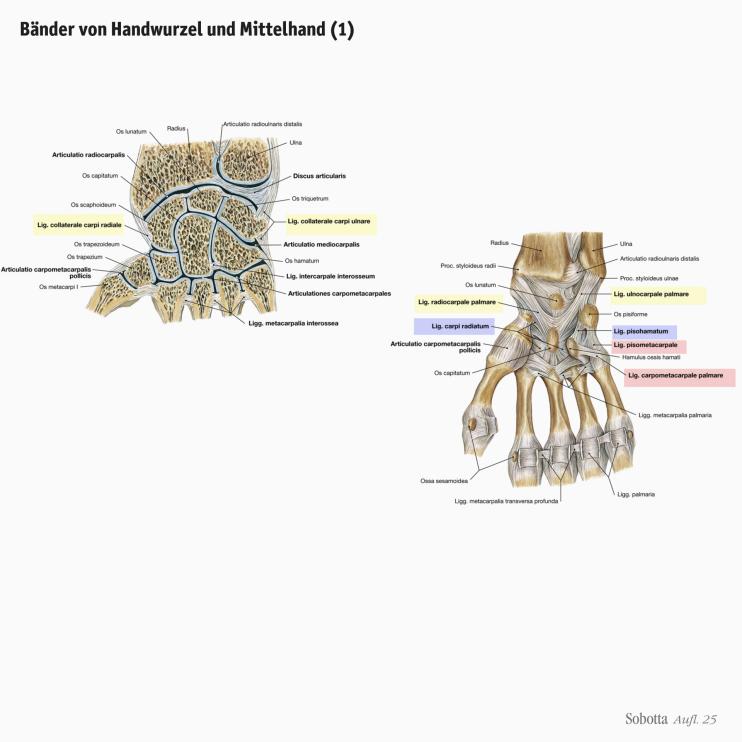 Bänder von Handwurzel und Mittelhand (1)
Articulatio radioulnaris distalis
Radius
Os lunatum
Ulna
Articulatio radiocarpalis
Os capitatum
Discus articularis
Os triquetrum
Os scaphoideum
Lig. collaterale carpi radiale
Lig. collaterale carpi ulnare
Os trapezoideum
Articulatio mediocarpalis
Os trapezium
Os hamatum
Articulatio carpometacarpalis
pollicis
Lig. intercarpale interosseum
Os metacarpi I
Articulationes carpometacarpales
Ligg. metacarpalia interossea
Radius
Ulna
Articulatio radioulnaris distalis
Proc. styloideus radii
Proc. styloideus ulnae
Os lunatum
Lig. ulnocarpale palmare
Lig. radiocarpale palmare
Os pisiforme
Lig. carpi radiatum
Lig. pisohamatum
Articulatio carpometacarpalis
pollicis
Lig. pisometacarpale
Hamulus ossis hamati
Os capitatum
Lig. carpometacarpale palmare
Ligg. metacarpalia palmaria
Ossa sesamoidea
Ligg. palmaria
Ligg. metacarpalia transversa profunda
Sobotta Aufl. 25